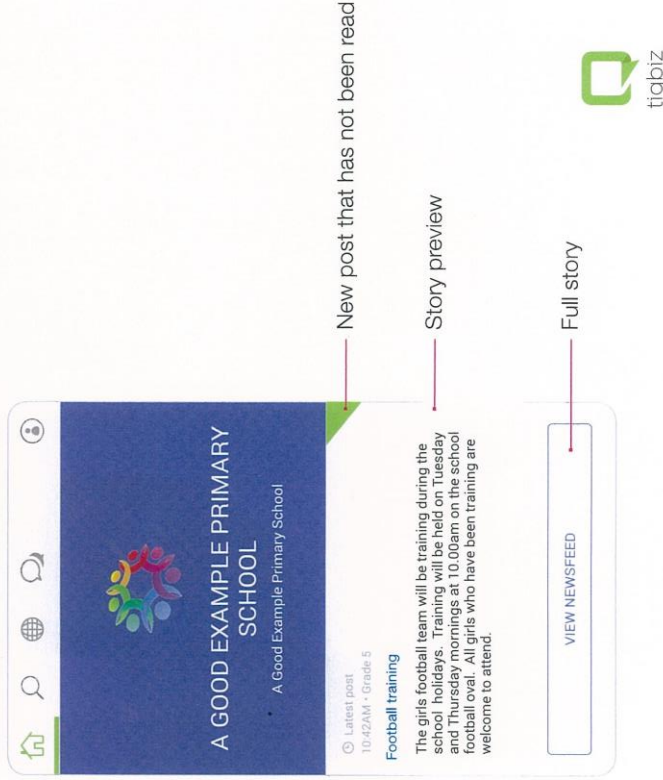 A GOOD EXAMPLE PRIMARY
SCHOOL
A Good Example Primary School
Latest post
10:42AM • Grade 5
Football training
The girls football team will be training during the
school holidays. Training will be held on Tuesday
and Thursday mornings at 10.00am on the school
football oval. All girls who have been training are
welcome to attend.
VIEW NEWSFEED
New post that has not been read
Story preview
Full story
tiqbiz